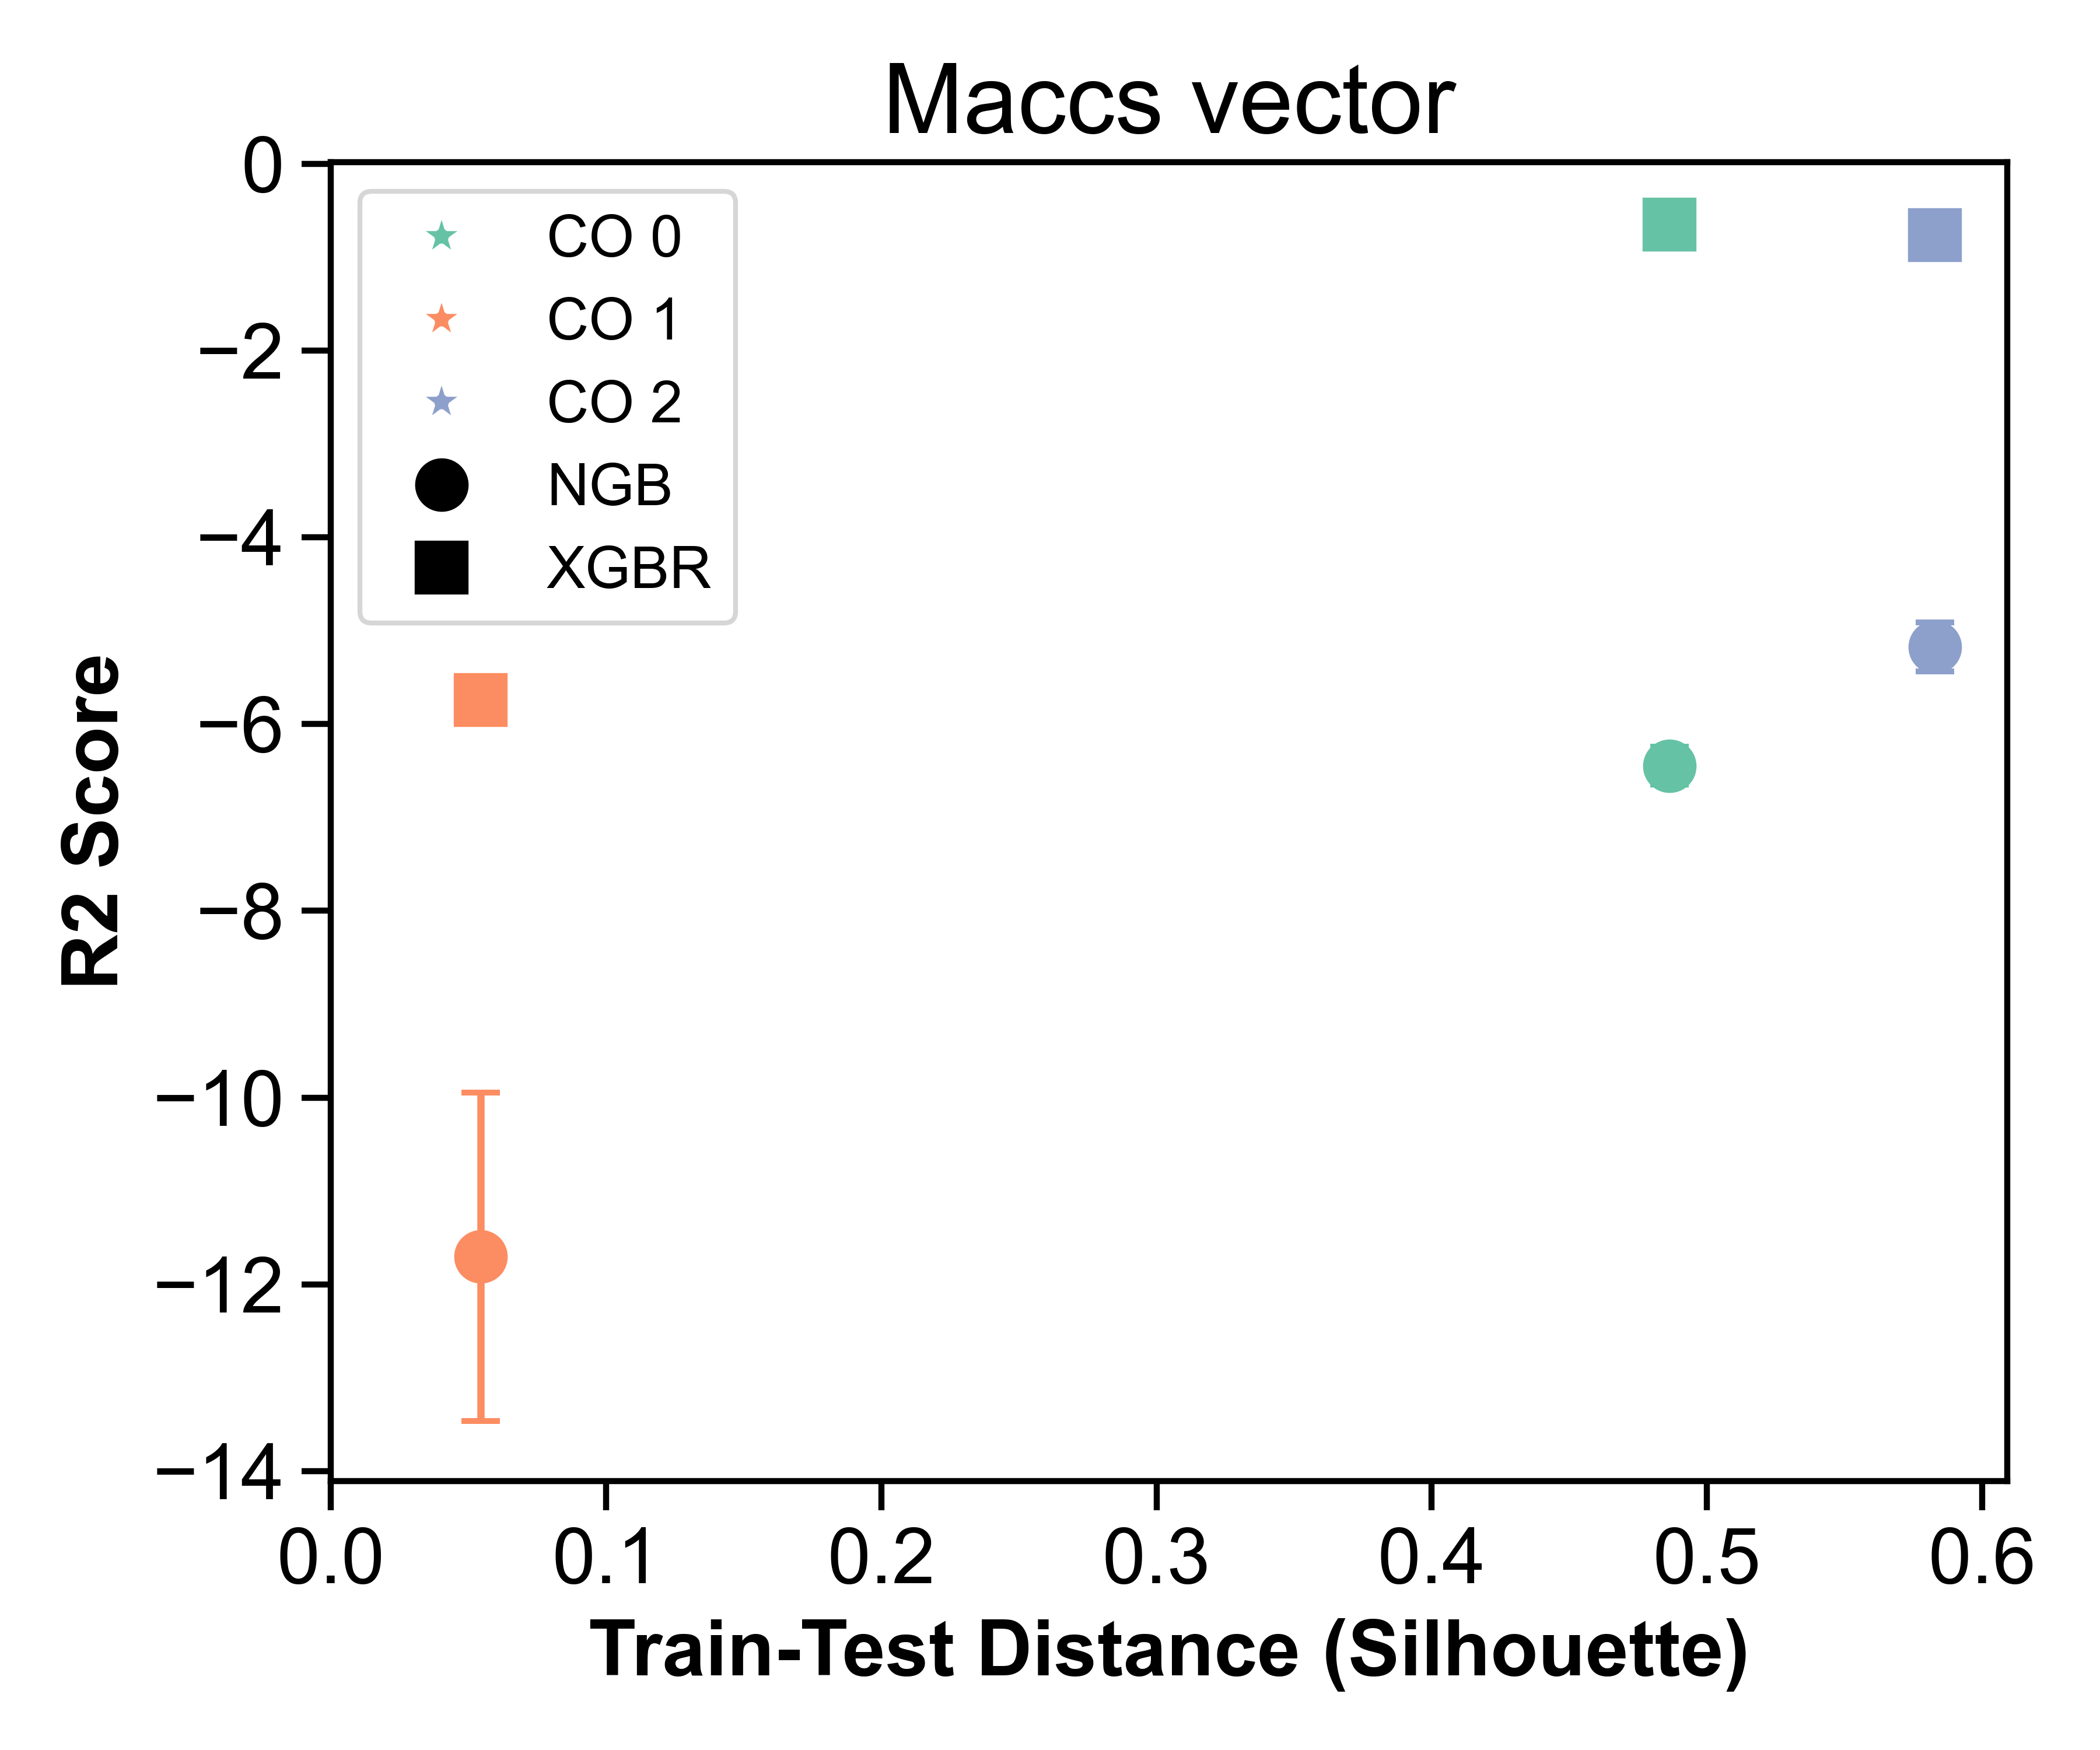 Maccs vector
0
−2
−4
−6
−8
−10
−12
−14
R2 Score
CO 0
CO 1
CO 2
NGB
XGBR
0.0 0.1 0.2 0.3 0.4 0.5 0.6
Train-Test Distance (Silhouette)